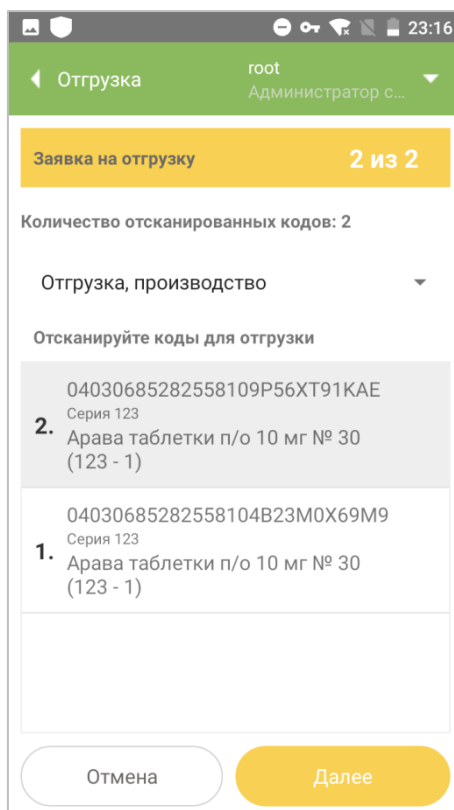 23:16
Отгрузка
root
Администратор с...
Заявка на отгрузку
2 из 2
Количество отсканированных кодов: 2
Отгрузка, производство
Отсканируйте коды для отгрузки
2.
04030685282558109P56XT91KAE
Серия 123
Арава таблетки п/о 10 мг № 30
(123 - 1)
1.
04030685282558104B23M0X69M9
Серия 123
Арава таблетки п/о 10 мг № 30
(123 - 1)
Отмена
Далее